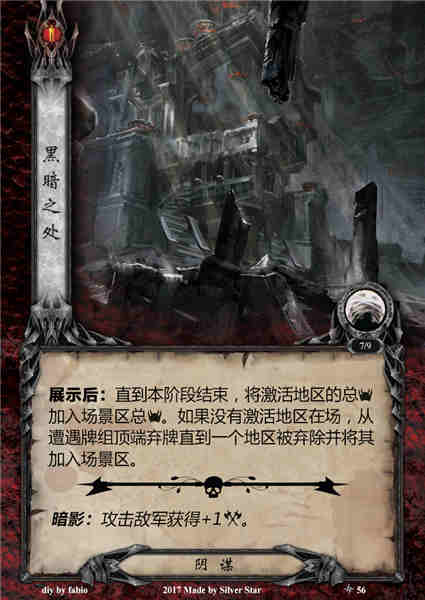 黑暗之处
7/9
展示后：直到本阶段结束，将激活地区的总
加入场景区总。如果没有激活地区在场，从
遭遇牌组顶端弃牌直到一个地区被弃除并将其
加入场景区。
暗影：攻击敌军获得+1。
阴谋
diy by fabio
2017 Made by Silver Star
56